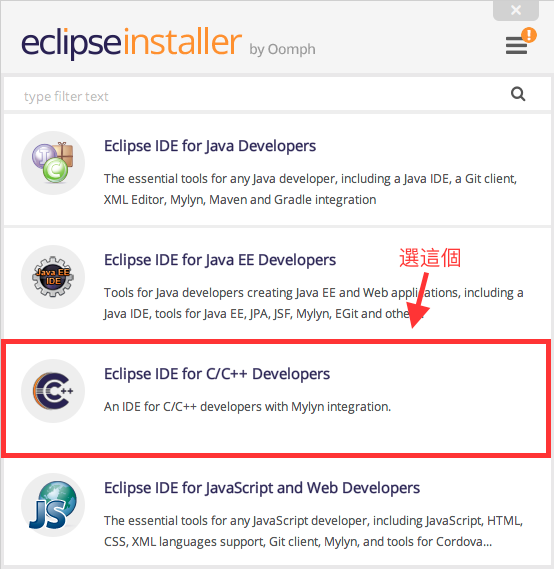 eclipseinstaller by Oomph
!
type filter text
Eclipse IDE for Java Developers
The essential tools for any Java developer, including a Java IDE, a Git client,
XML Editor, Mylyn, Maven and Gradle integration
Eclipse IDE for Java EE Developers
選這個
Java EE
IDE
Tools for Java developers creating Java EE and Web applications, including a
Java IDE, tools for Java EE, JPA, JSF, Mylyn, EGit and
Eclipse IDE for C/C++ Developers
C++
An IDE for C/C++ developers with Mylyn integration.
Eclipse IDE for JavaScript and Web Developers
JS
The essential tools for any JavaScript developer, including JavaScript, HTML,
CSS, XML languages support, Git client, Mylyn, and tools for Cordova...